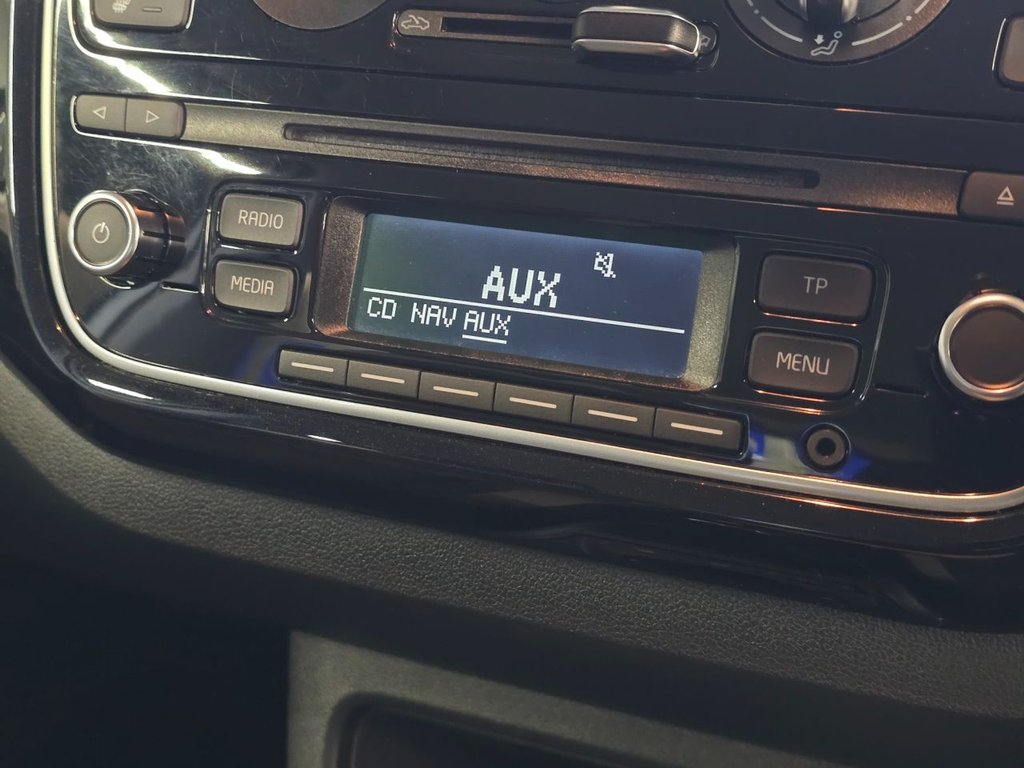 RADIO
MEDIA
AUX
CD NAV AUX
TP
MENU